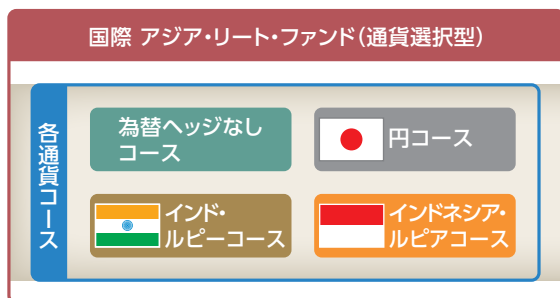 国際 アジア・リート・ファンド（通貨選択型）
各通貨コース
為替ヘッジなし
コース
円コース
インド・
ルピーコース
インドネシア・
ルピアコース